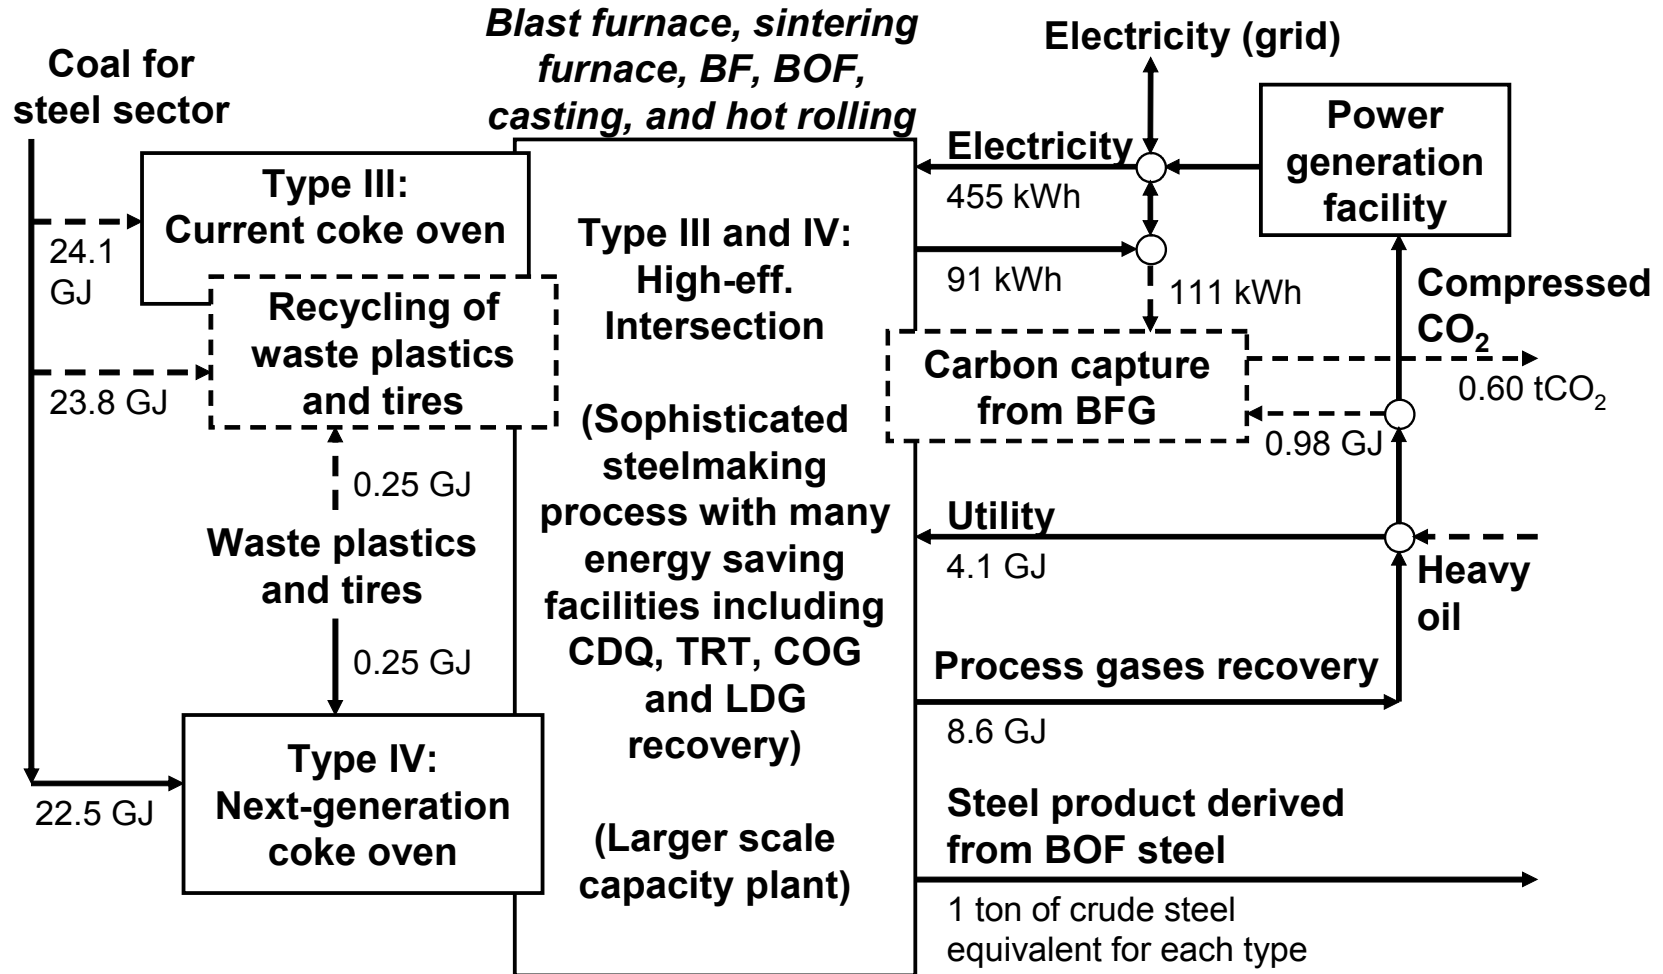 Coal for
steel sector
Blast furnace, sintering
furnace, BF, BOF,
casting, and hot rolling
Electricity (grid)
Power
generation
facility
Type III:
Current coke oven
24.1
GJ
Recycling of
waste plastics
and tires
23.8 GJ
0.25 GJ
Waste plastics
and tires
0.25 GJ
Type IV:
Next-generation
coke oven
22.5 GJ
Type III and IV:
High-eff.
Intersection
(Sophisticated
steelmaking
process with many
energy saving
facilities including
CDQ, TRT, COG
and LDG
recovery)
(Larger scale
capacity plant)
Electricity
455 kWh
91 kWh
111 kWh
Carbon capture
from BFG
Compressed
CO₂
0.60 tCO₂
0.98 GJ
Utility
4.1 GJ
Heavy
oil
Process gases recovery
8.6 GJ
Steel product derived
from BOF steel
1 ton of crude steel
equivalent for each type